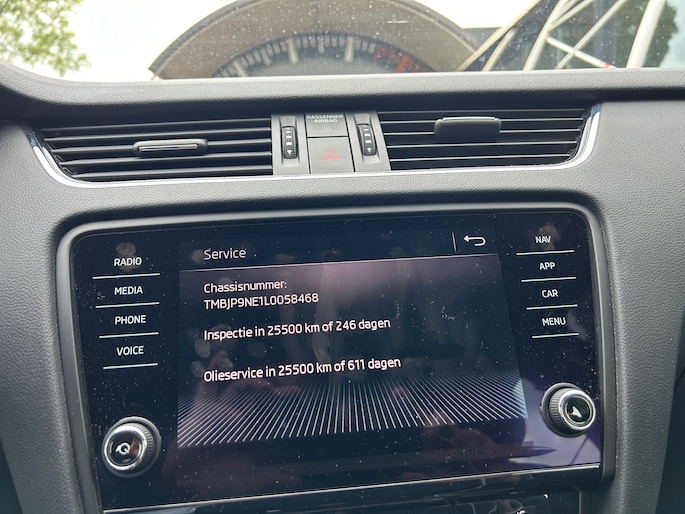 PASSENGER
AIRBAG
Service
RADIO
MEDIA
PHONE
VOICE
NAV
APP
CAR
MENU
Chassisnummer:
TMBJP9NE1L0058468
Inspectie in 25500 km of 246 dagen
Olieservice in 25500 km of 611 dagen